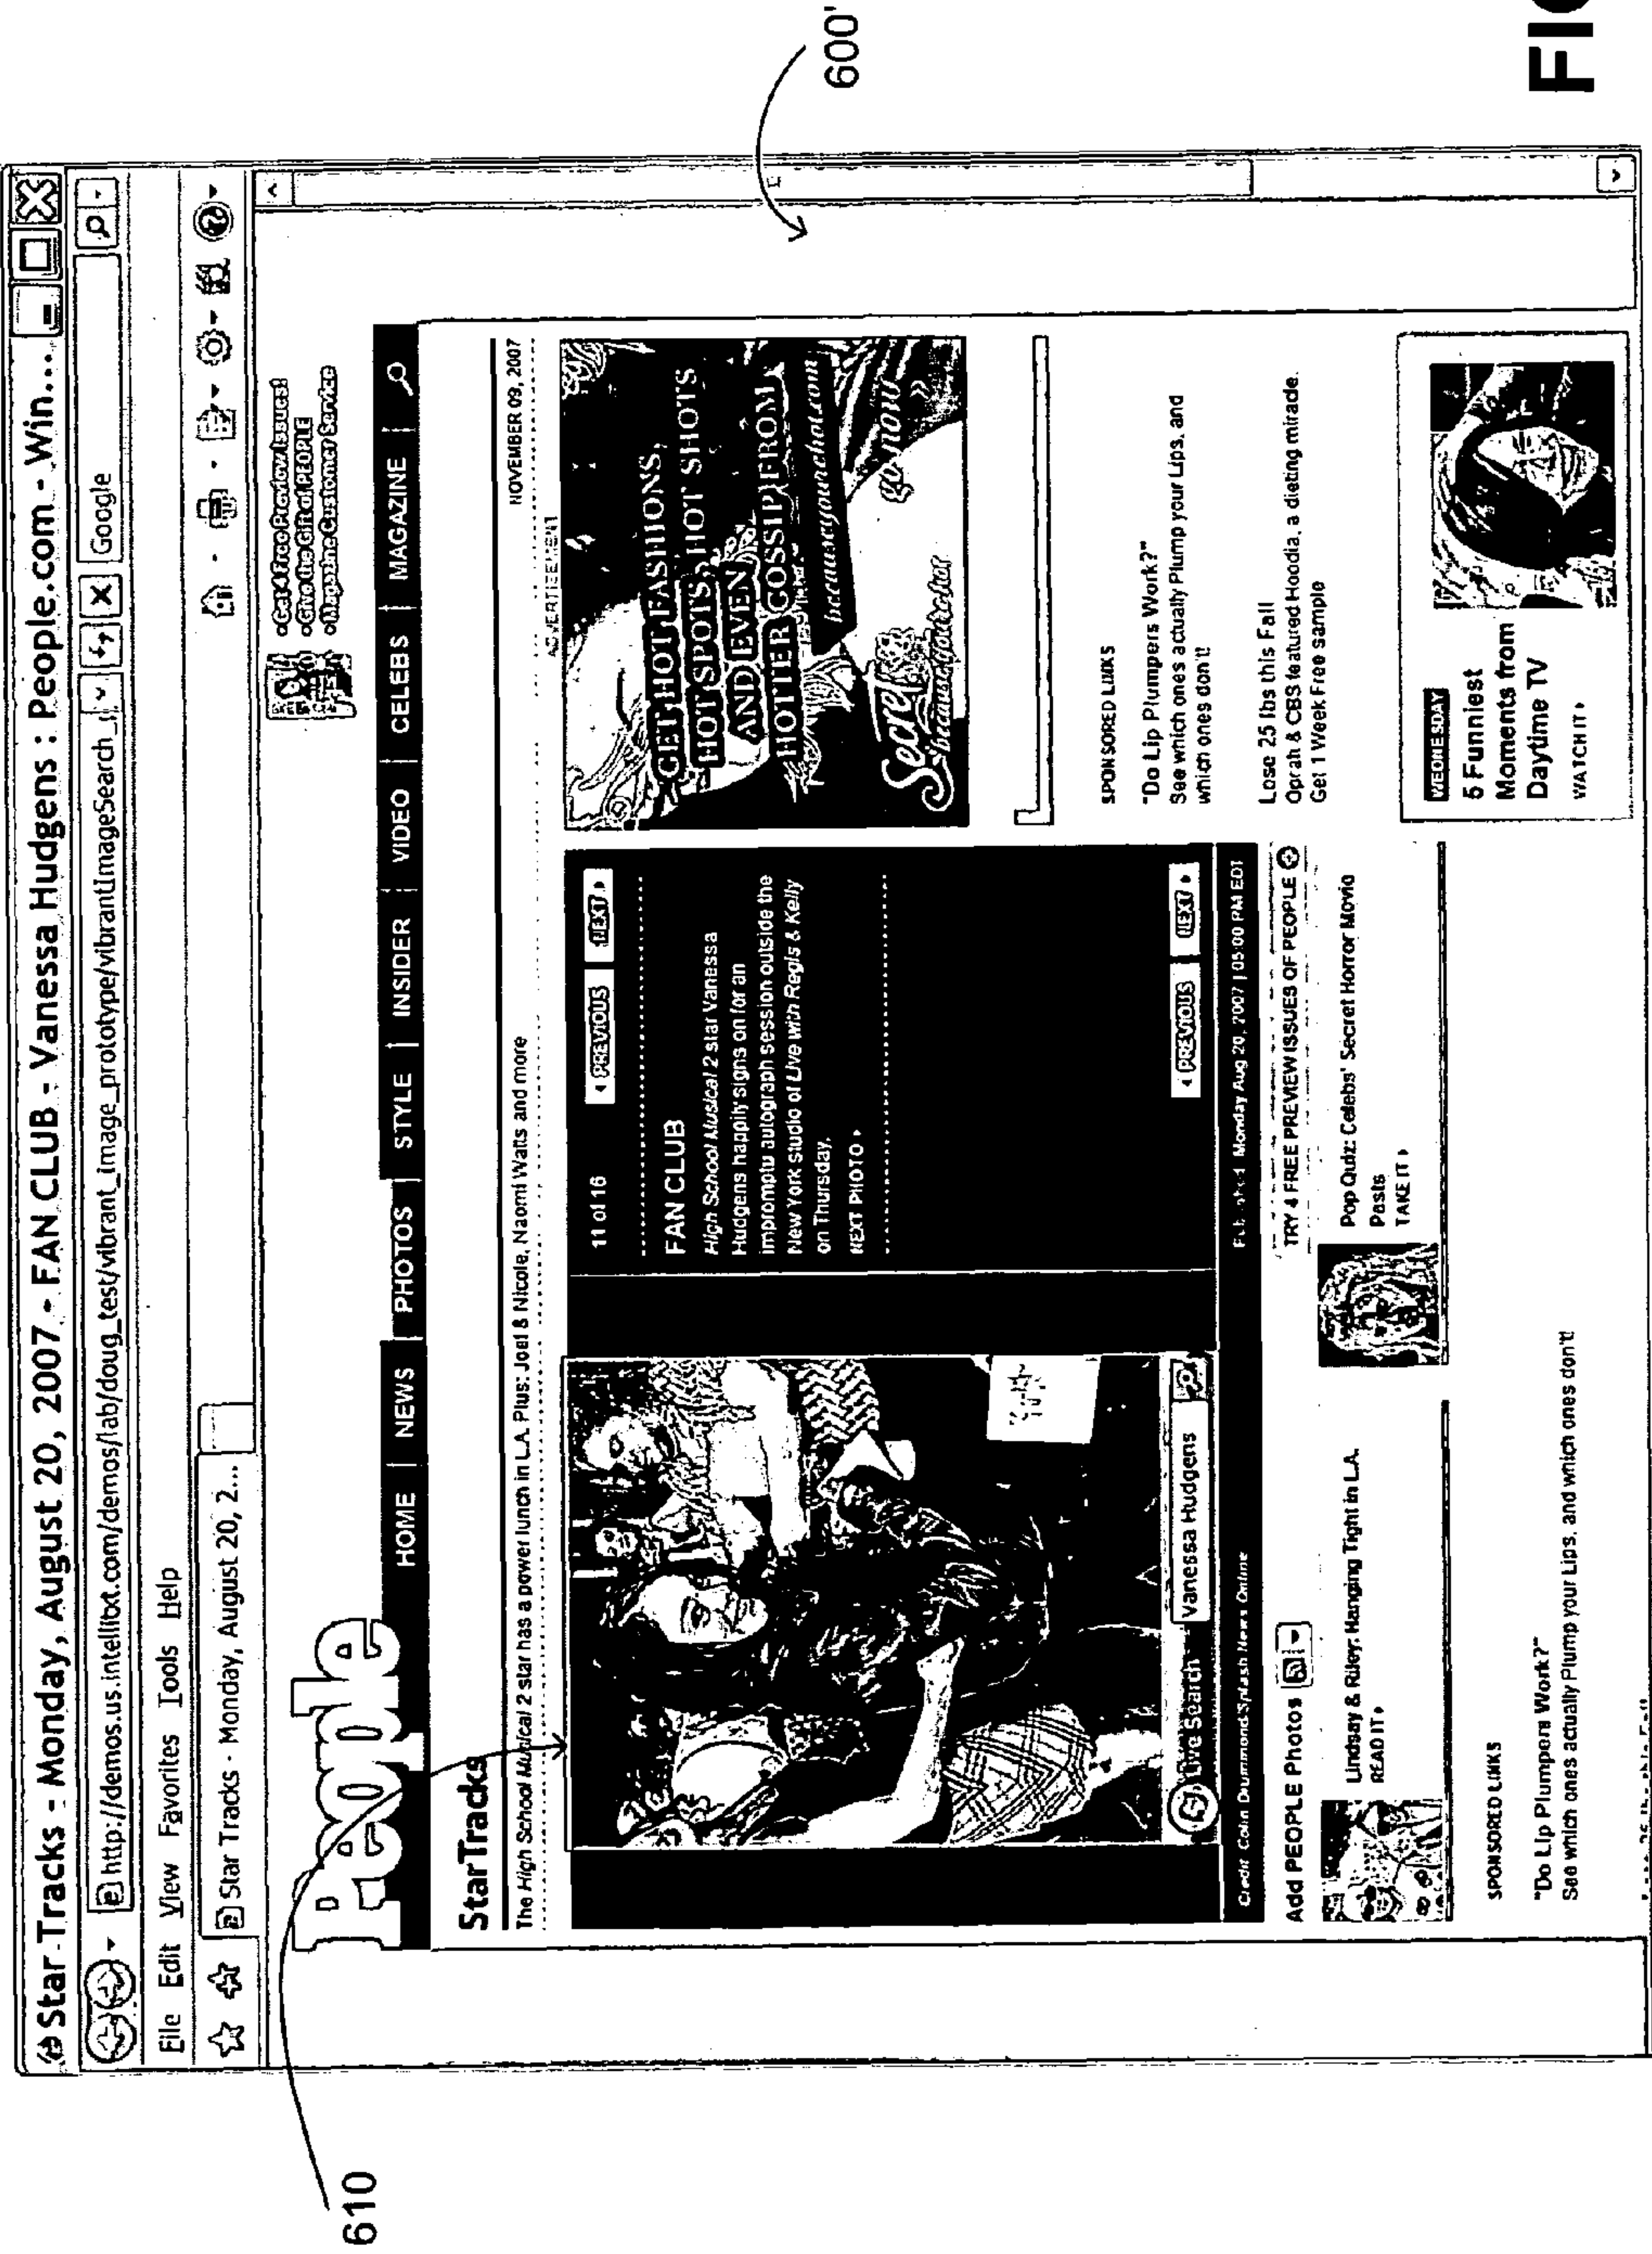 Star Tracks - Monday, August 20, 2007 - FAN CLUB - Vanessa Hudgens : People.com - Win...
http://demos.us.intellitxt.com/demos/lab/doug_test/vibrant_image_prototype/vibrantImageSearch_
Google
File Edit View Favorites Tools Help
Star Tracks - Monday, August 20, 2...
• Get 4 Free Preview Issues!
• Give the Gift of PEOPLE
• Magazine Customer Service
People
HOME | NEWS | PHOTOS | STYLE | INSIDER | VIDEO | CELEBS | MAGAZINE
StarTracks
NOVEMBER 09, 2007
The High School Musical 2 star has a power lunch in L.A. Plus: Joel & Nicole, Naomi Watts and more
ADVERTISEMENT
11 of 16
PREVIOUS NEXT
FAN CLUB
High School Musical 2 star Vanessa
Hudgens happily signs on for an
impromptu autograph session outside the
New York studio of Live with Regis & Kelly
on Thursday.
NEXT PHOTO
PREVIOUS NEXT
Live Search Vanessa Hudgens
Credit Colin Dummond/Splash News Online
Monday Aug 20, 2007 | 05:00 PM EDT
GET HOT FASHIONS,
HOT SPOTS, HOT SHOTS
AND EVEN
HOTTER GOSSIP FROM
becauseyourehot.com
Secret
becauseyourehot
go now
SPONSORED LINKS
"Do Lip Plumpers Work?"
See which ones actually Plump your Lips, and
which ones don't!
Lose 25 lbs this Fall
Oprah & CBS featured Hoodia, a dieting miracle.
Get 1 Week Free sample
WEDNESDAY
5 Funniest
Moments from
Daytime TV
WATCH IT
Add PEOPLE Photos
TRY 4 FREE PREVIEW ISSUES OF PEOPLE
Lindsay & Riley: Hanging Tight in L.A.
READ IT
Pop Quiz: Celebs' Secret Horror Movie
Pasts
TAKE IT
SPONSORED LINKS
"Do Lip Plumpers Work?"
See which ones actually Plump your Lips, and which ones don't!
610
600'